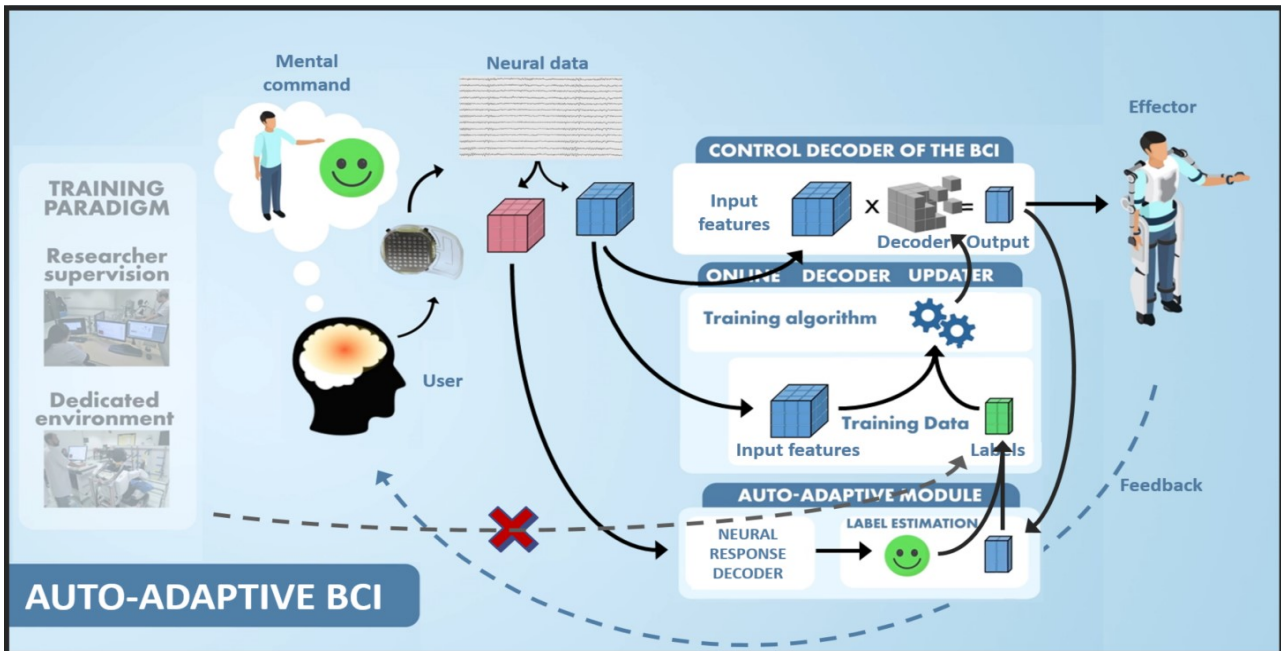 Mental
command
Neural data
Effector
TRAINING
PARADIGM
Researcher
supervision
Dedicated
environment
User
CONTROL DECODER OF THE BCI
Input
features
x
=
Decoder
Output
ONLINE DECODER UPDATER
Training algorithm
Training Data
Input features
Labels
Feedback
AUTO-ADAPTIVE MODULE
NEURAL
RESPONSE
DECODER
LABEL ESTIMATION
AUTO-ADAPTIVE BCI